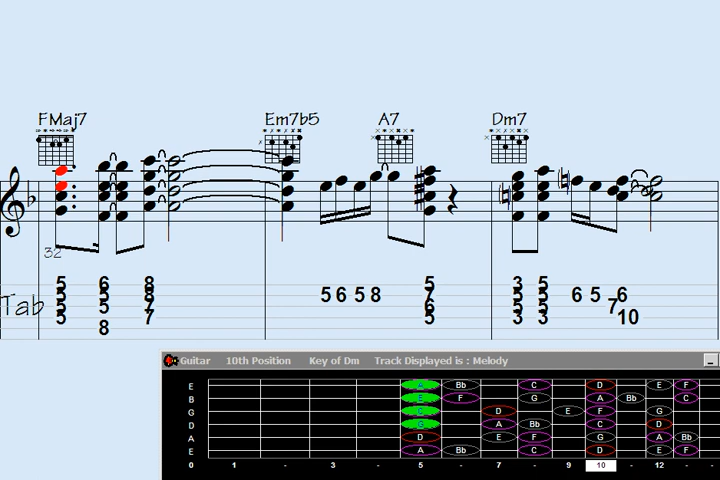 FMaj7 Em7b5 A7 Dm7
32
5 6 8 5 3 5
5 5 8 5 6 5 8 7 5 5 6 5 6
5 5 7 6 5 5 7
5 7 5 3 3 10
8
Tab
Guitar 10th Position Key of Dm Track Displayed is : Melody
E A Bb C D E F
B E F G A Bb C
G D E F G
D G A Bb C D
A D E F G A Bb
E A Bb C D E F
0 1 - 3 - 5 - 7 - 9 10 - 12 - -